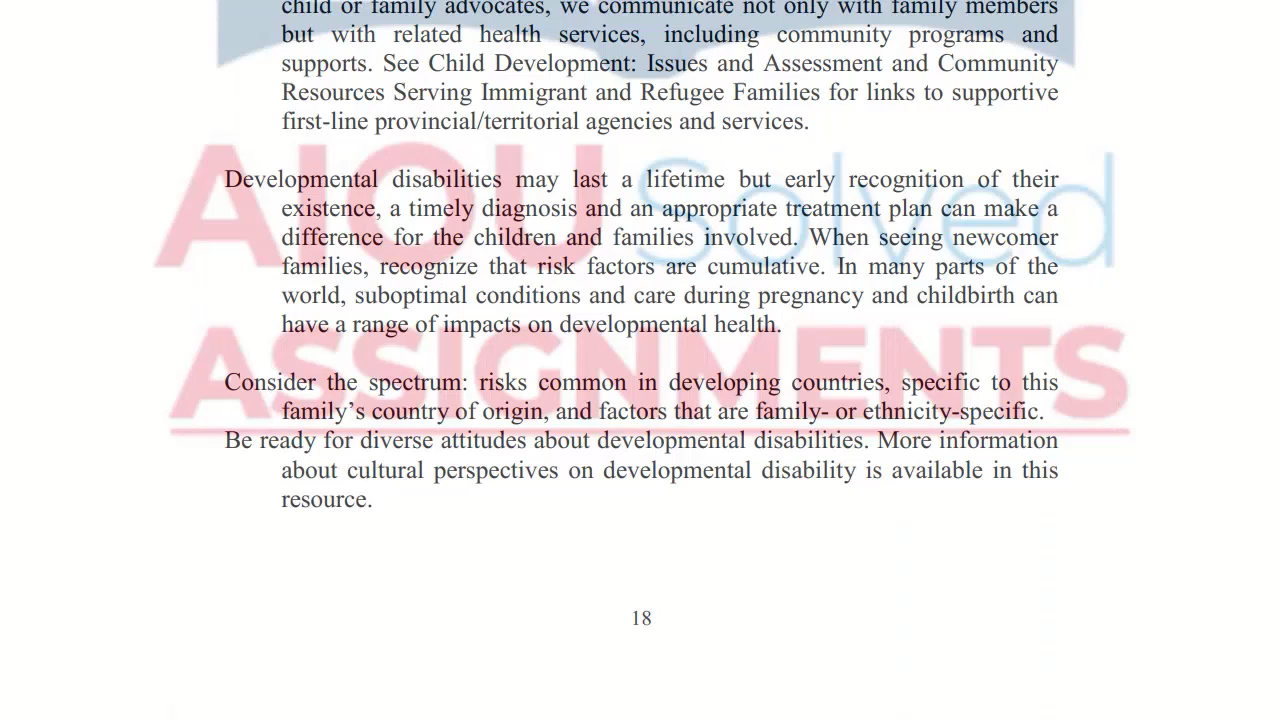 child or family advocates, we communicate not only with family members
but with related health services, including community programs and
supports. See Child Development: Issues and Assessment and Community
Resources Serving Immigrant and Refugee Families for links to supportive
first-line provincial/territorial agencies and services.
AIOU Solved
Developmental disabilities may last a lifetime but early recognition of their
existence, a timely diagnosis and an appropriate treatment plan can make a
difference for the children and families involved. When seeing newcomer
families, recognize that risk factors are cumulative. In many parts of the
world, suboptimal conditions and care during pregnancy and childbirth can
have a range of impacts on developmental health.
ASSIGNMENTS
Consider the spectrum: risks common in developing countries, specific to this
family’s country of origin, and factors that are family- or ethnicity-specific.
Be ready for diverse attitudes about developmental disabilities. More information
about cultural perspectives on developmental disability is available in this
resource.
18